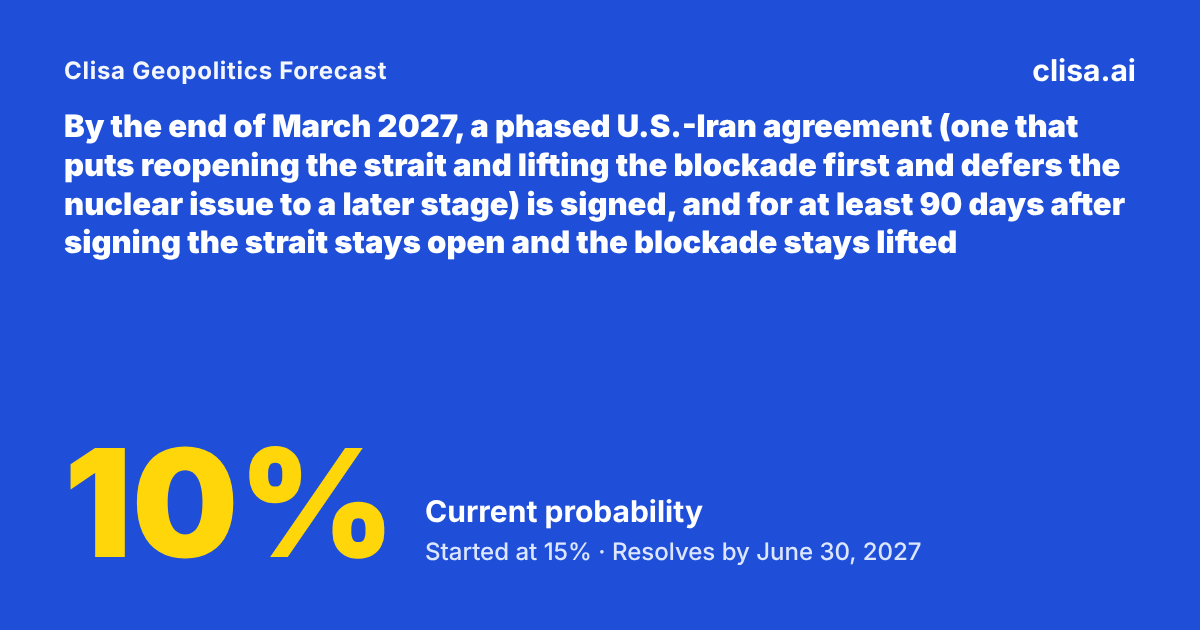 Clisa Geopolitics Forecast
clisa.ai
By the end of March 2027, a phased U.S.-Iran agreement (one that
puts reopening the strait and lifting the blockade first and defers the
nuclear issue to a later stage) is signed, and for at least 90 days after
signing the strait stays open and the blockade stays lifted
10%
Current probability
Started at 15% · Resolves by June 30, 2027